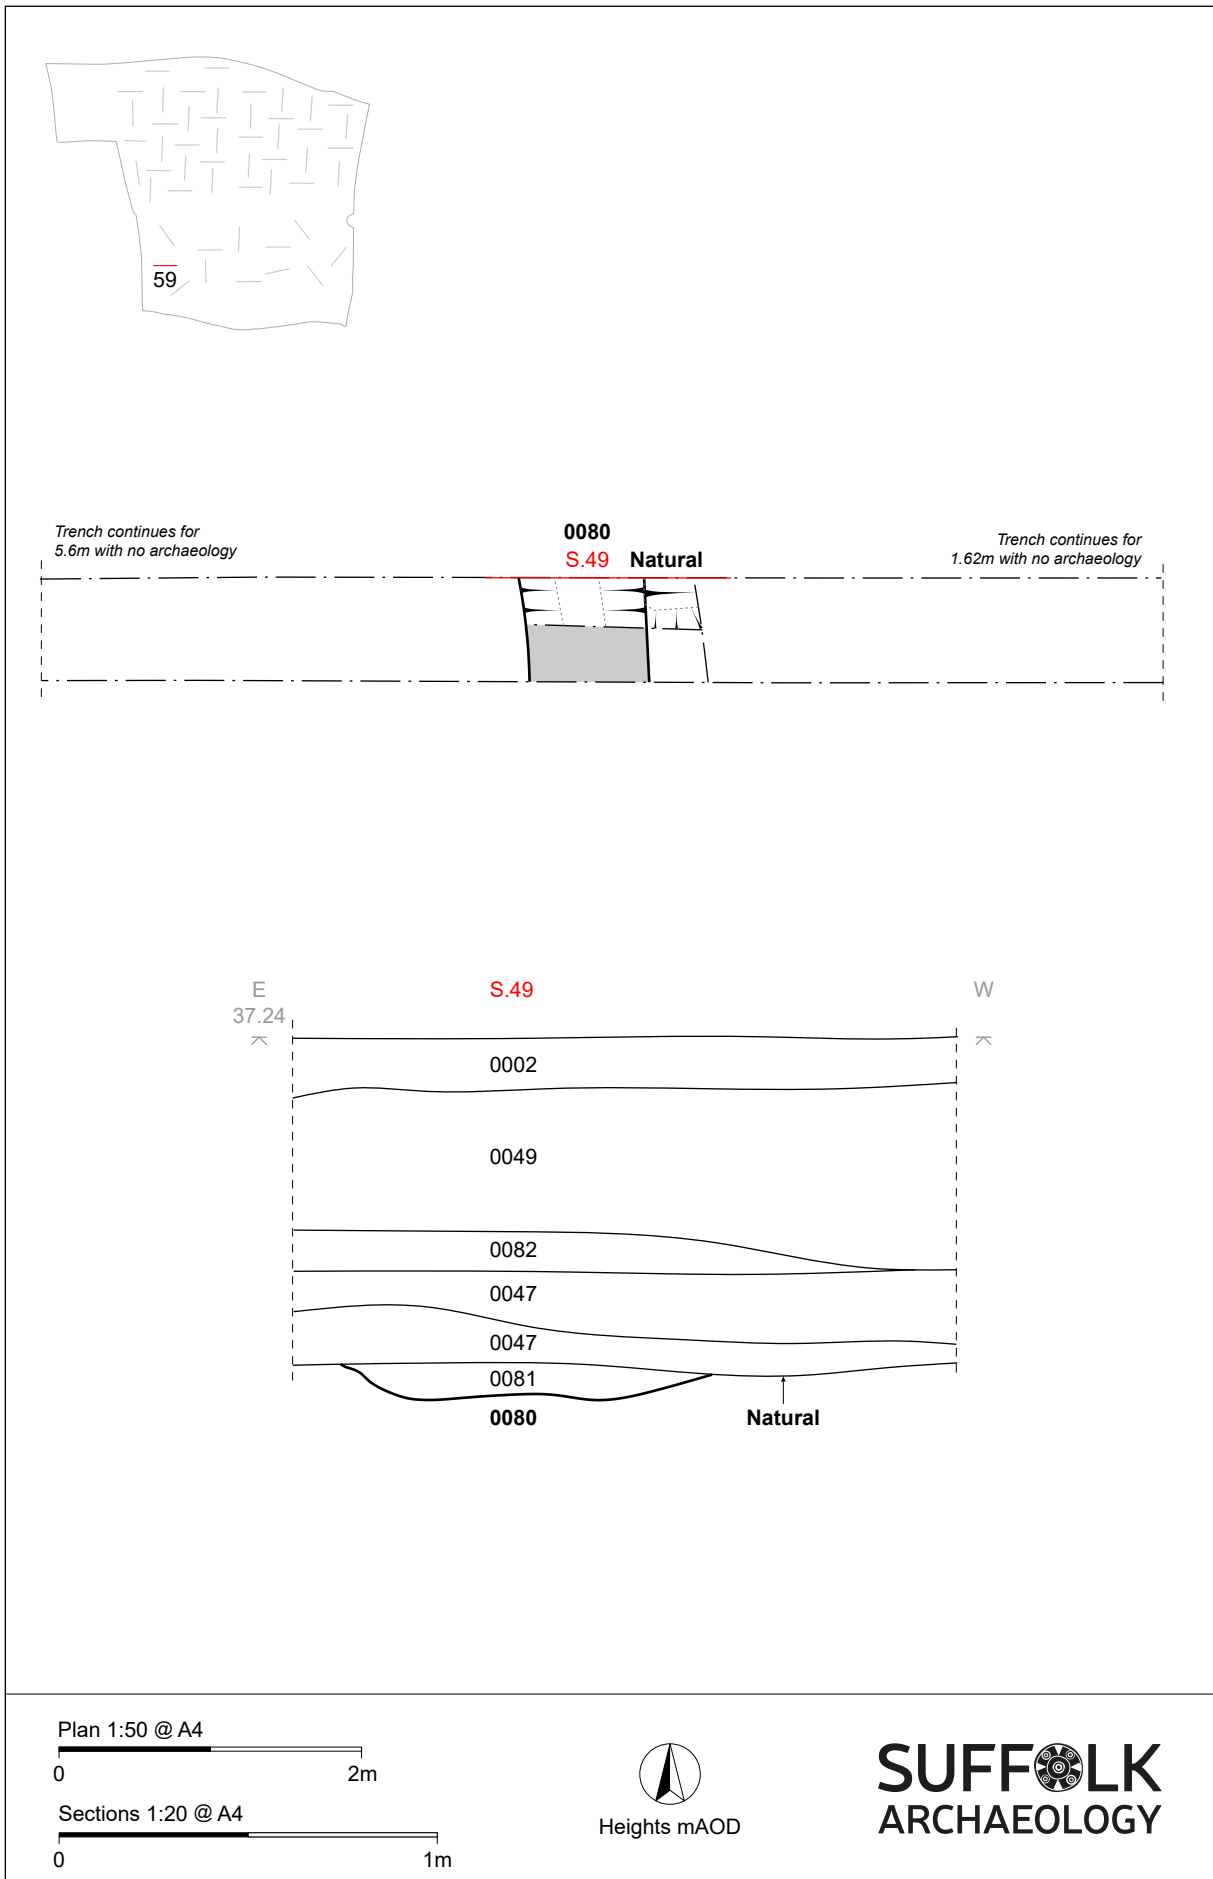 59
Trench continues for
5.6m with no archaeology
0080
S.49 Natural
Trench continues for
1.62m with no archaeology
E
37.24
S.49
W
0002
0049
0082
0047
0047
0081
0080
Natural
Plan 1:50 @ A4
0 2m
Sections 1:20 @ A4
0 1m
Heights mAOD
SUFFOLK
ARCHAEOLOGY